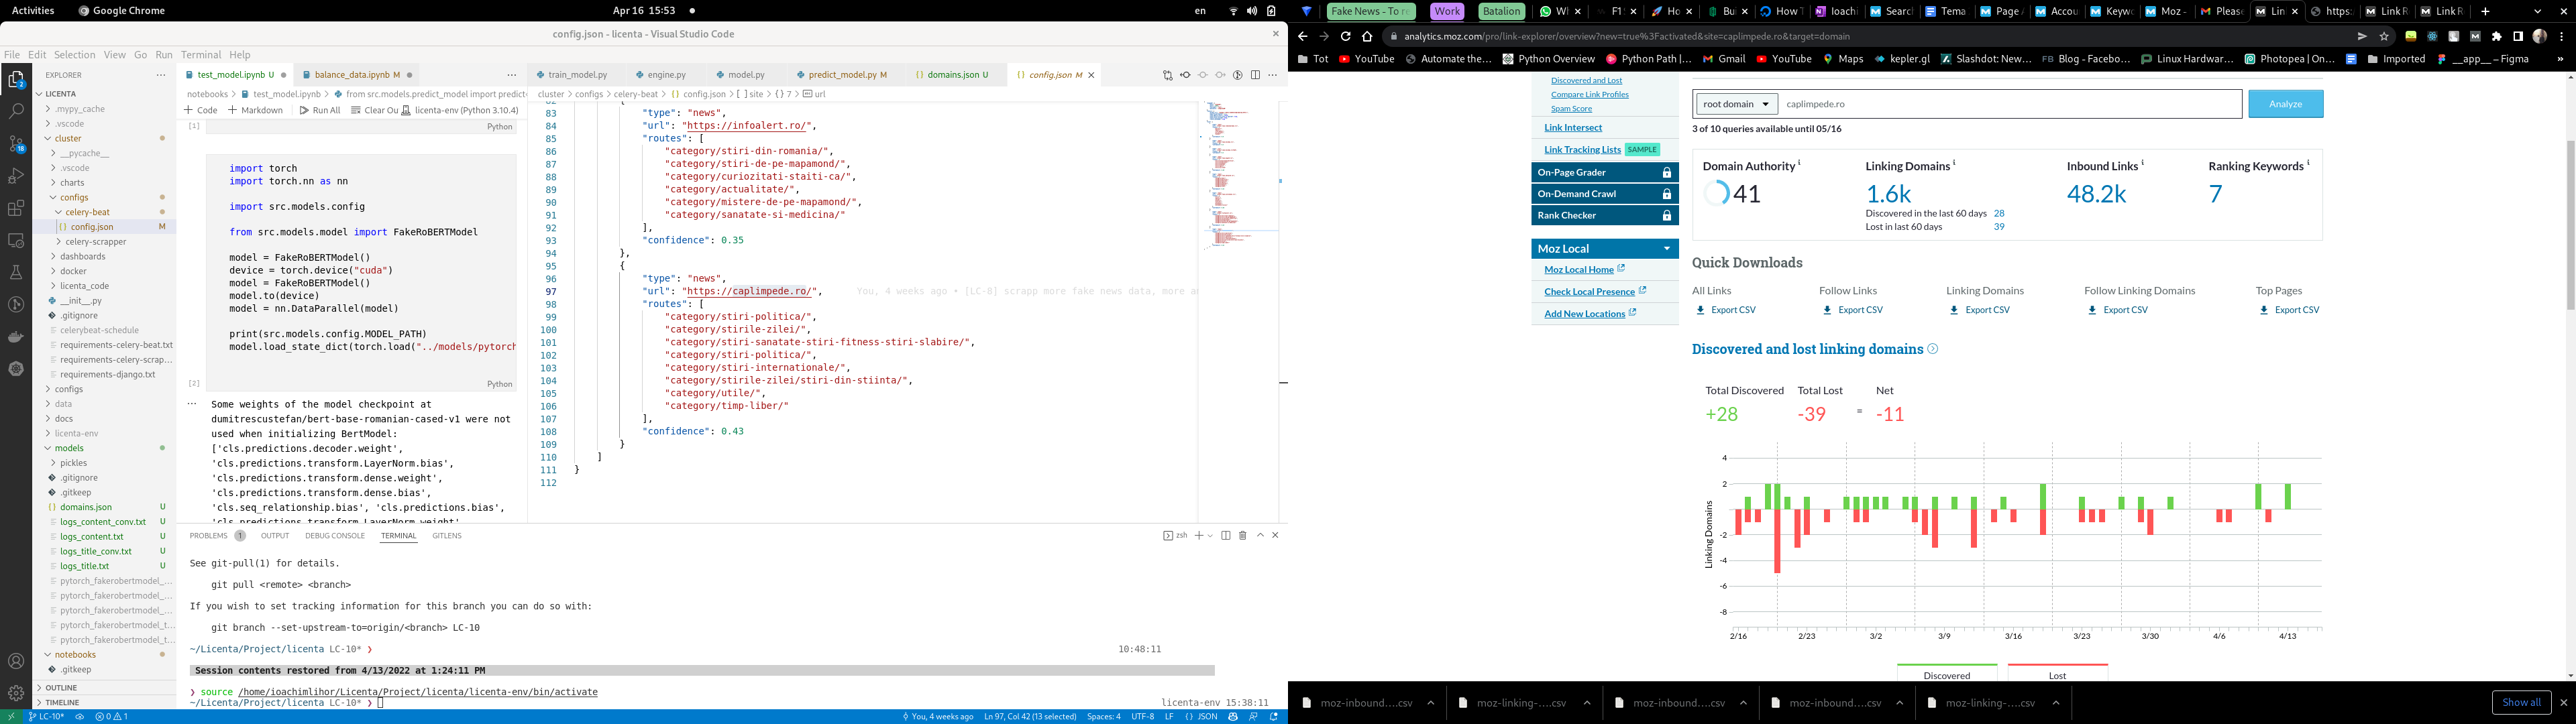 Activities
Google Chrome
Apr 16 15:53
en
config.json - licenta - Visual Studio Code
File Edit Selection View Go Run Terminal Help
EXPLORER
LICENTA
.mypy_cache
.vscode
cluster
__pycache__
charts
configs
celery-beat
config.json M
celery-scrapper
dashboards
docker
licenta_code
__init__.py
.gitignore
celerybeat-schedule
requirements-celery-beat.txt
requirements-celery-scrap...
requirements-django.txt
configs
data
docs
licenta-env
models
pickles
.gitignore
.gitkeep
domains.json U
logs_content_conv.txt U
logs_content.txt U
logs_title_conv.txt U
logs_title.txt U
pytorch_fakerobertmodel_...
pytorch_fakerobertmodel_...
pytorch_fakerobertmodel_...
pytorch_fakerobertmodel_t...
pytorch_fakerobertmodel_t...
notebooks
.gitkeep
OUTLINE
TIMELINE
test_model.ipynb U
balance_data.ipynb M
notebooks > test_model.ipynb > from src.models.predict_model import predict
+ Code + Markdown Run All Clear Ou licenta-env (Python 3.10.4)
[1]
Python
import torch
import torch.nn as nn
import src.models.config
from src.models.model import FakeRoBERTModel
model = FakeRoBERTModel()
device = torch.device("cuda")
model = FakeRoBERTModel()
model.to(device)
model = nn.DataParallel(model)
print(src.models.config.MODEL_PATH)
model.load_state_dict(torch.load("../models/pytorch
[2]
Python
Some weights of the model checkpoint at
dumitrescustefan/bert-base-romanian-cased-v1 were not
used when initializing BertModel:
['cls.predictions.decoder.weight',
'cls.predictions.transform.LayerNorm.bias',
'cls.predictions.transform.dense.weight',
'cls.predictions.transform.dense.bias',
'cls.seq_relationship.bias', 'cls.predictions.bias',
'cls.predictions.transform.LayerNorm.weight'
train_model.py
engine.py
model.py
predict_model.py M
domains.json U
config.json M
cluster > configs > celery-beat > config.json > [ ] site > { } 7 > url
83 "type": "news",
84 "url": "https://infoalert.ro/",
85 "routes": [
86 "category/stiri-din-romania/",
87 "category/stiri-de-pe-mapamond/",
88 "category/curiozitati-staiti-ca/",
89 "category/actualitate/",
90 "category/mistere-de-pe-mapamond/",
91 "category/sanatate-si-medicina/"
92 ],
93 "confidence": 0.35
94 },
95 {
96 "type": "news",
97 "url": "https://caplimpede.ro/", You, 4 weeks ago • [LC-8] scrapp more fake news data, more a
98 "routes": [
99 "category/stiri-politica/",
100 "category/stirile-zilei/",
101 "category/stiri-sanatate-stiri-fitness-stiri-slabire/",
102 "category/stiri-politica/",
103 "category/stiri-internationale/",
104 "category/stirile-zilei/stiri-din-stiinta/",
105 "category/utile/",
106 "category/timp-liber/"
107 ],
108 "confidence": 0.43
109 }
110 ]
111 }
112
PROBLEMS 1 OUTPUT DEBUG CONSOLE TERMINAL GITLENS
zsh
See git-pull(1) for details.
git pull <remote> <branch>
If you wish to set tracking information for this branch you can do so with:
git branch --set-upstream-to=origin/<branch> LC-10
~/Licenta/Project/licenta LC-10* ❯ 10:48:11
Session contents restored from 4/13/2022 at 1:24:11 PM
❯ source /home/ioachimlihor/Licenta/Project/licenta/licenta-env/bin/activate
~/Licenta/Project/licenta LC-10* ❯ licenta-env 15:38:11
LC-10* 0 1 You, 4 weeks ago Ln 97, Col 42 (13 selected) Spaces: 4 UTF-8 LF { } JSON
Fake News - To re
Work
Batalion
analytics.moz.com/pro/link-explorer/overview?new=true%3Factivated&site=caplimpede.ro&target=domain
Tot YouTube Automate the... Python Overview Python Path |... Gmail YouTube Maps kepler.gl Slashdot: New... Blog - Facebo... Linux Hardwar... Photopea | On... Imported __app__ – Figma
Discovered and Lost
Compare Link Profiles
Spam Score
Link Intersect
Link Tracking Lists SAMPLE
On-Page Grader
On-Demand Crawl
Rank Checker
Moz Local
Moz Local Home
Check Local Presence
Add New Locations
root domain caplimpede.ro Analyze
3 of 10 queries available until 05/16
Domain Authority Linking Domains Inbound Links Ranking Keywords
41 1.6k 48.2k 7
Discovered in the last 60 days 28
Lost in last 60 days 39
Quick Downloads
All Links Follow Links Linking Domains Follow Linking Domains Top Pages
Export CSV Export CSV Export CSV Export CSV Export CSV
Discovered and lost linking domains
Total Discovered Total Lost Net
+28 -39 = -11
Linking Domains
4
2
-2
-4
-6
-8
2/16 2/23 3/2 3/9 3/16 3/23 3/30 4/6 4/13
Discovered Lost
moz-inbound....csv moz-linking-....csv moz-inbound....csv moz-inbound....csv moz-linking-....csv Show all